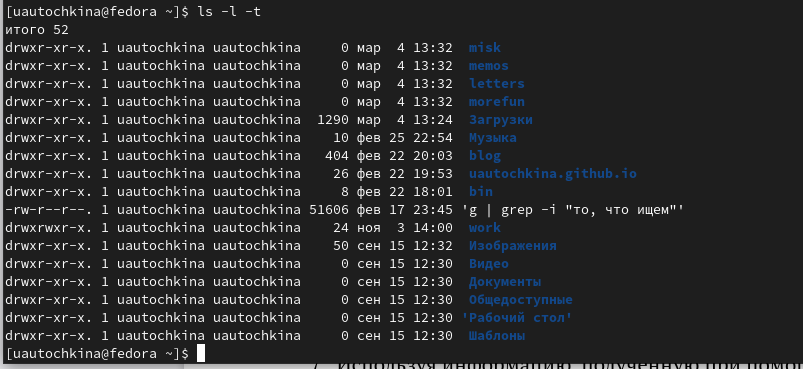 [uautochkina@fedora ~]$ ls -l -t
итого 52
drwxr-xr-x. 1 uautochkina uautochkina     0 мар  4 13:32  misk
drwxr-xr-x. 1 uautochkina uautochkina     0 мар  4 13:32  memos
drwxr-xr-x. 1 uautochkina uautochkina     0 мар  4 13:32  letters
drwxr-xr-x. 1 uautochkina uautochkina     0 мар  4 13:32  morefun
drwxr-xr-x. 1 uautochkina uautochkina  1290 мар  4 13:24  Загрузки
drwxr-xr-x. 1 uautochkina uautochkina    10 фев 25 22:54  Музыка
drwxr-xr-x. 1 uautochkina uautochkina   404 фев 22 20:03  blog
drwxr-xr-x. 1 uautochkina uautochkina    26 фев 22 19:53  uautochkina.github.io
drwxr-xr-x. 1 uautochkina uautochkina     8 фев 22 18:01  bin
-rw-r--r--. 1 uautochkina uautochkina 51606 фев 17 23:45 'g | grep -i "то, что ищем"'
drwxrwxr-x. 1 uautochkina uautochkina    24 ноя  3 14:00  work
drwxr-xr-x. 1 uautochkina uautochkina    50 сен 15 12:32  Изображения
drwxr-xr-x. 1 uautochkina uautochkina     0 сен 15 12:30  Видео
drwxr-xr-x. 1 uautochkina uautochkina     0 сен 15 12:30  Документы
drwxr-xr-x. 1 uautochkina uautochkina     0 сен 15 12:30  Общедоступные
drwxr-xr-x. 1 uautochkina uautochkina     0 сен 15 12:30 'Рабочий стол'
drwxr-xr-x. 1 uautochkina uautochkina     0 сен 15 12:30  Шаблоны
[uautochkina@fedora ~]$
используя информацию, полученную при